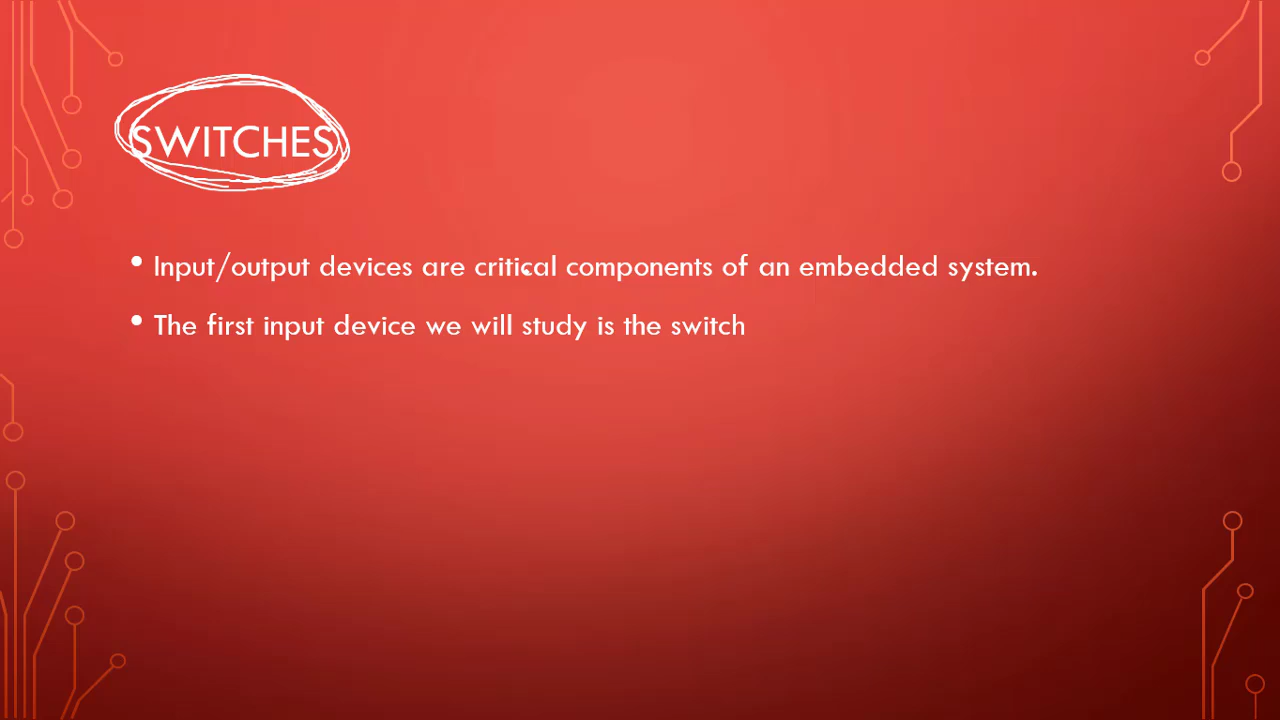 SWITCHES
• Input/output devices are critical components of an embedded system.
• The first input device we will study is the switch